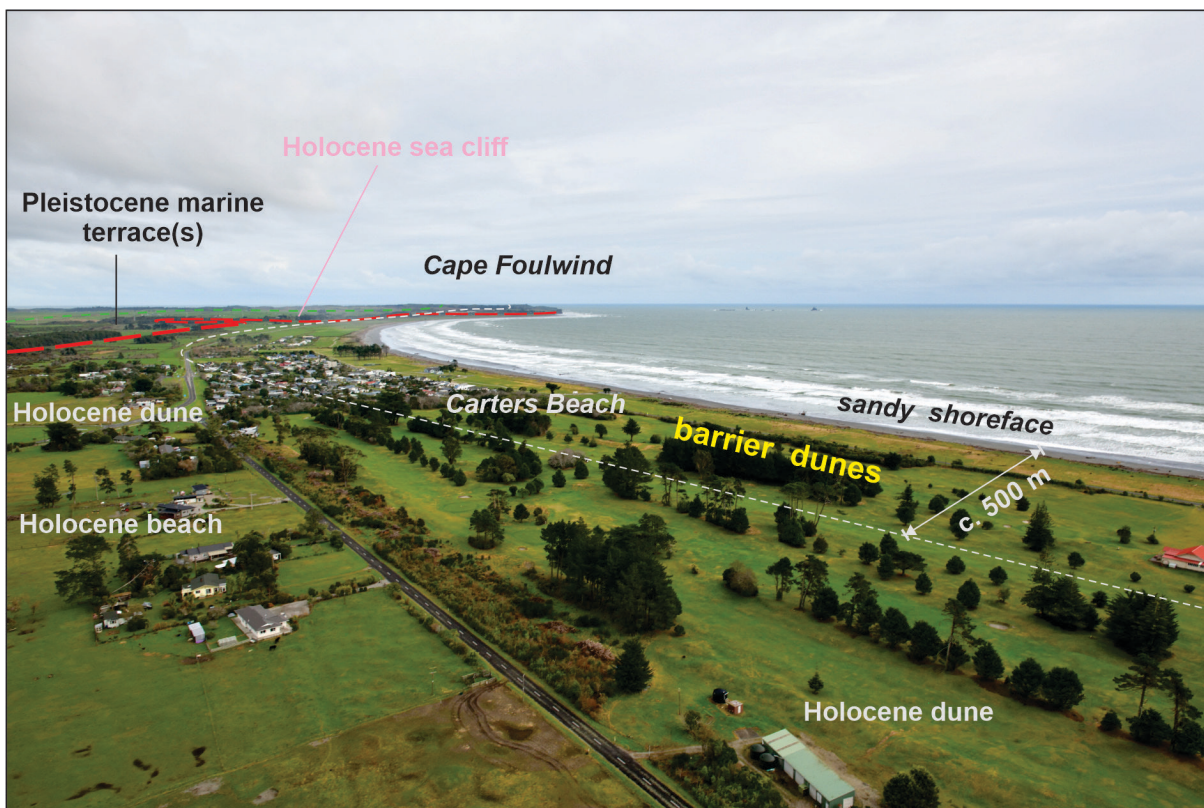 Holocene sea cliff
Pleistocene marine
terrace(s)
Cape Foulwind
Holocene dune
Carters Beach
sandy shoreface
barrier dunes
c. 500 m
Holocene beach
Holocene dune